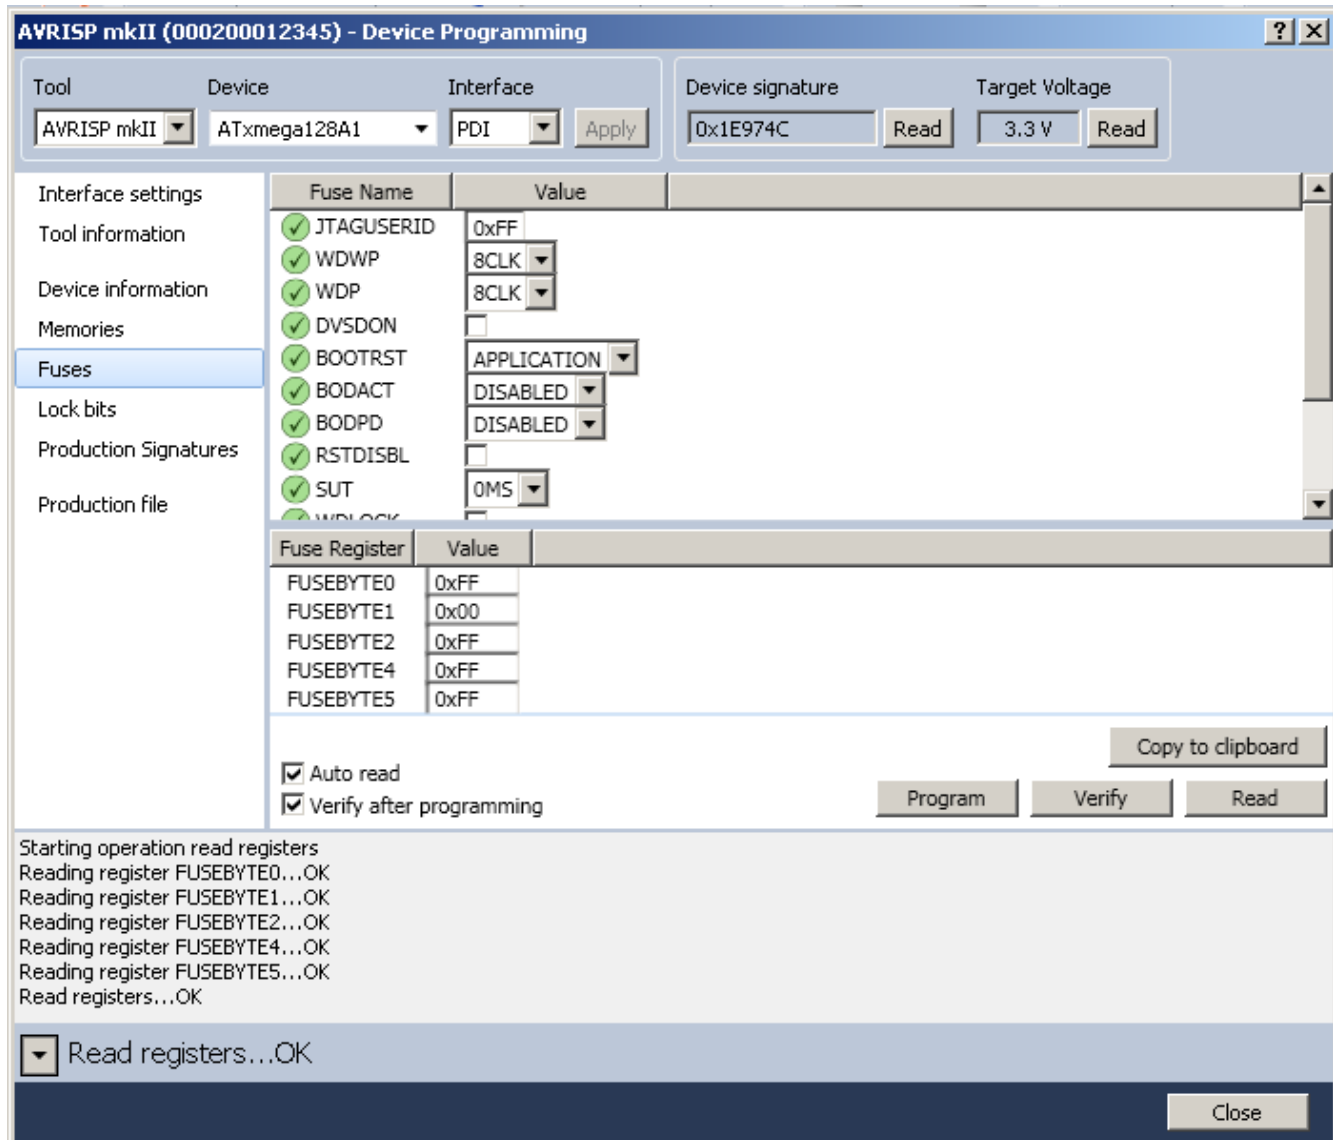 AVRISP mkII (000200012345) - Device Programming
Tool Device Interface Device signature Target Voltage
AVRISP mkII ATxmega128A1 PDI Apply 0x1E974C Read 3.3 V Read
Interface settings
Tool information
Device information
Memories
Fuses
Lock bits
Production Signatures
Production file
Fuse Name Value
JTAGUSERID 0xFF
WDWP 8CLK
WDP 8CLK
DVSDON
BOOTRST APPLICATION
BODACT DISABLED
BODPD DISABLED
RSTDISBL
SUT 0MS
WDLOCK
Fuse Register Value
FUSEBYTE0 0xFF
FUSEBYTE1 0x00
FUSEBYTE2 0xFF
FUSEBYTE4 0xFF
FUSEBYTE5 0xFF
Copy to clipboard
Auto read
Verify after programming
Program Verify Read
Starting operation read registers
Reading register FUSEBYTE0...OK
Reading register FUSEBYTE1...OK
Reading register FUSEBYTE2...OK
Reading register FUSEBYTE4...OK
Reading register FUSEBYTE5...OK
Read registers...OK
Read registers...OK
Close